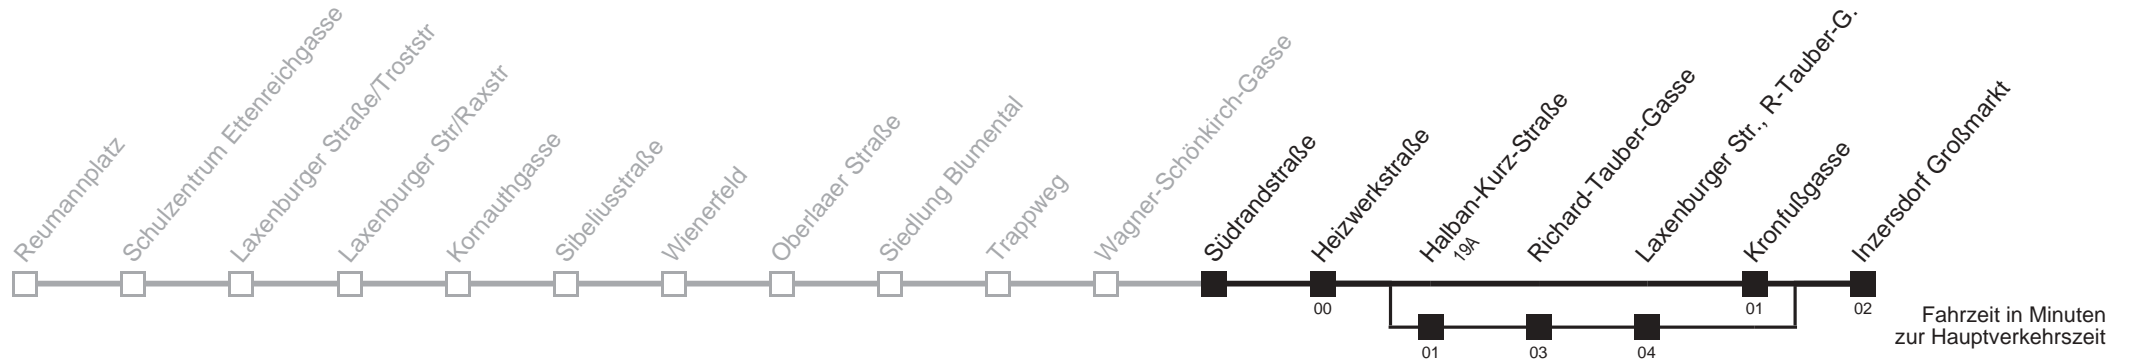 Reumannplatz
Schulzentrum Ettenreichgasse
Laxenburger Straße/Troststr
Laxenburger Str/Raxstr
Kornauthgasse
Sibeliusstraße
Wienerfeld
Oberlaaer Straße
Siedlung Blumental
Trappweg
Wagner-Schönkirch-Gasse
Südrandstraße
Heizwerkstraße
Halban-Kurz-Straße
19A
Richard-Tauber-Gasse
Laxenburger Str., R-Tauber-G.
Kronfußgasse
Inzersdorf Großmarkt
00
01
02
01
03
04
Fahrzeit in Minuten
zur Hauptverkehrszeit